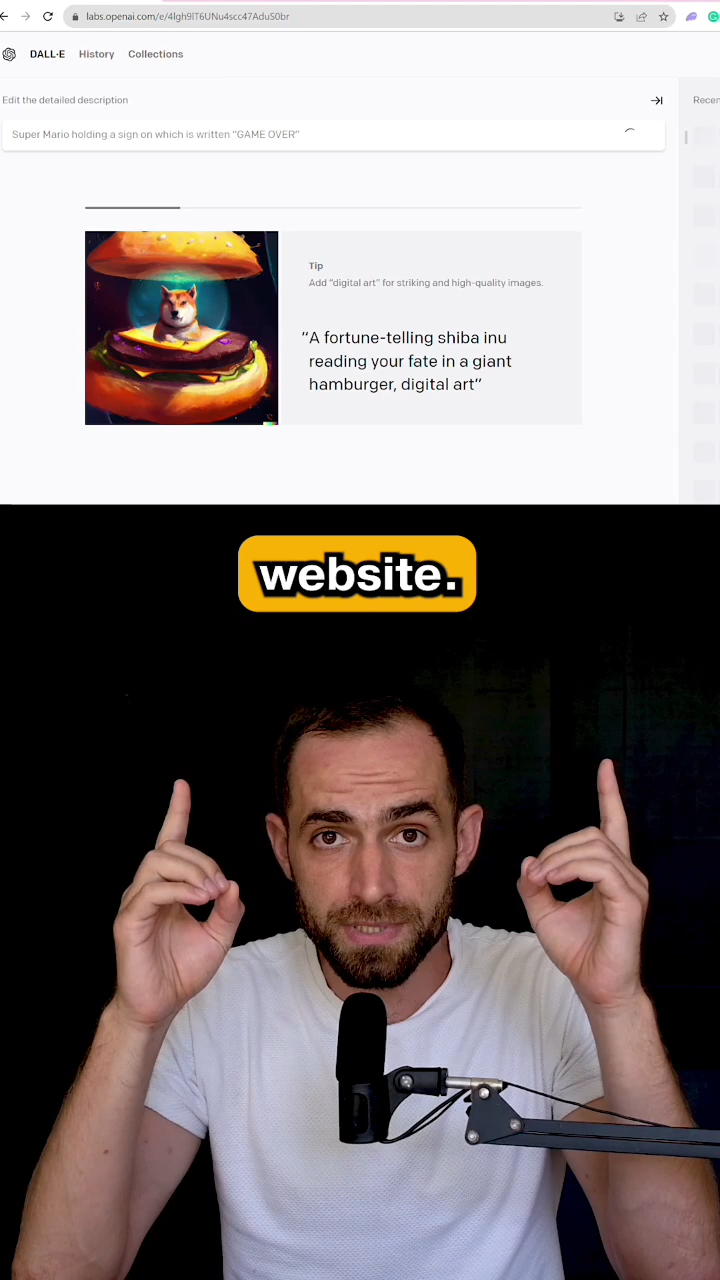 labs.openai.com/e/4lgh9lT6UNu4scc47AduS0br
DALL·E History Collections
Edit the detailed description
Recen
Super Mario holding a sign on which is written "GAME OVER"
Tip
Add "digital art" for striking and high-quality images.
"A fortune-telling shiba inu
reading your fate in a giant
hamburger, digital art"
website.